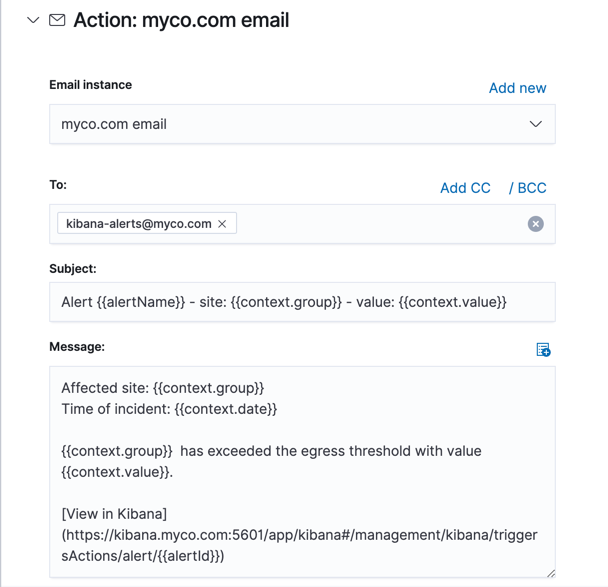 Action: myco.com email
Email instance
Add new
myco.com email
To:
Add CC / BCC
kibana-alerts@myco.com
Subject:
Alert {{alertName}} - site: {{context.group}} - value: {{context.value}}
Message:
Affected site: {{context.group}}
Time of incident: {{context.date}}
{{context.group}}  has exceeded the egress threshold with value
{{context.value}}.
[View in Kibana]
(https://kibana.myco.com:5601/app/kibana#/management/kibana/trigger
sActions/alert/{{alertId}})